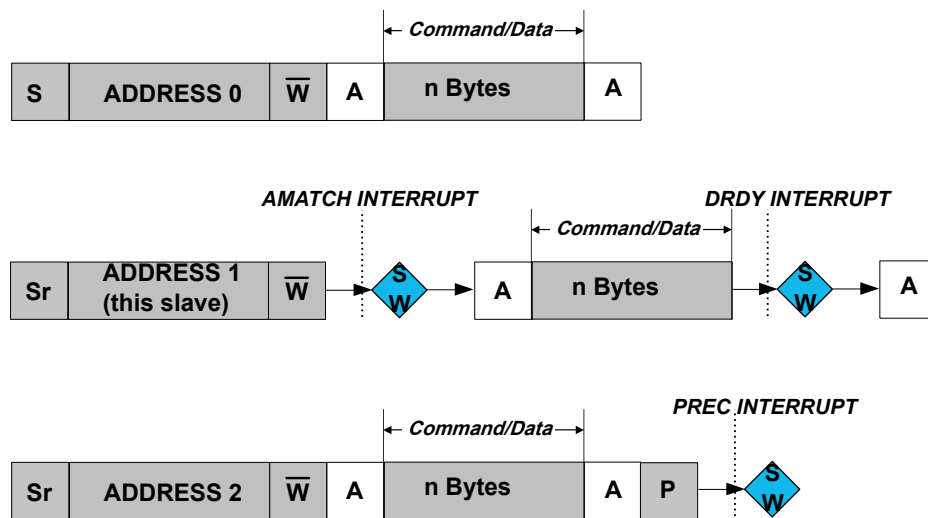 Command/Data
S ADDRESS 0 W̅ A n Bytes A
AMATCH INTERRUPT DRDY INTERRUPT
Command/Data
Sr ADDRESS 1 (this slave) W̅ S W A n Bytes S W A
PREC INTERRUPT
Command/Data
Sr ADDRESS 2 W̅ A n Bytes A P S W